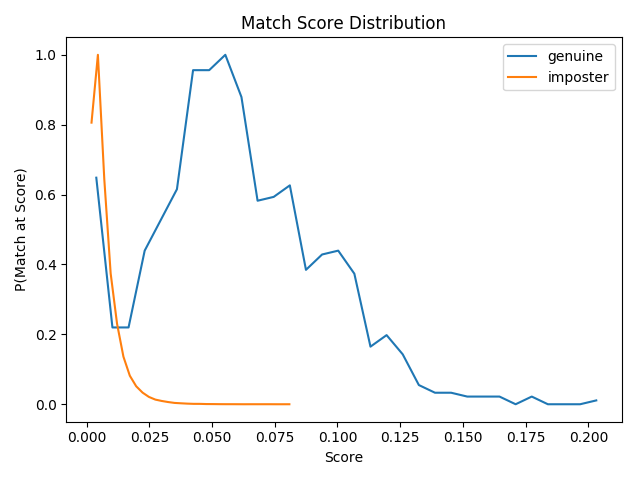 Match Score Distribution
genuine
imposter
P(Match at Score)
1.0
0.8
0.6
0.4
0.2
0.0
0.000 0.025 0.050 0.075 0.100 0.125 0.150 0.175 0.200
Score